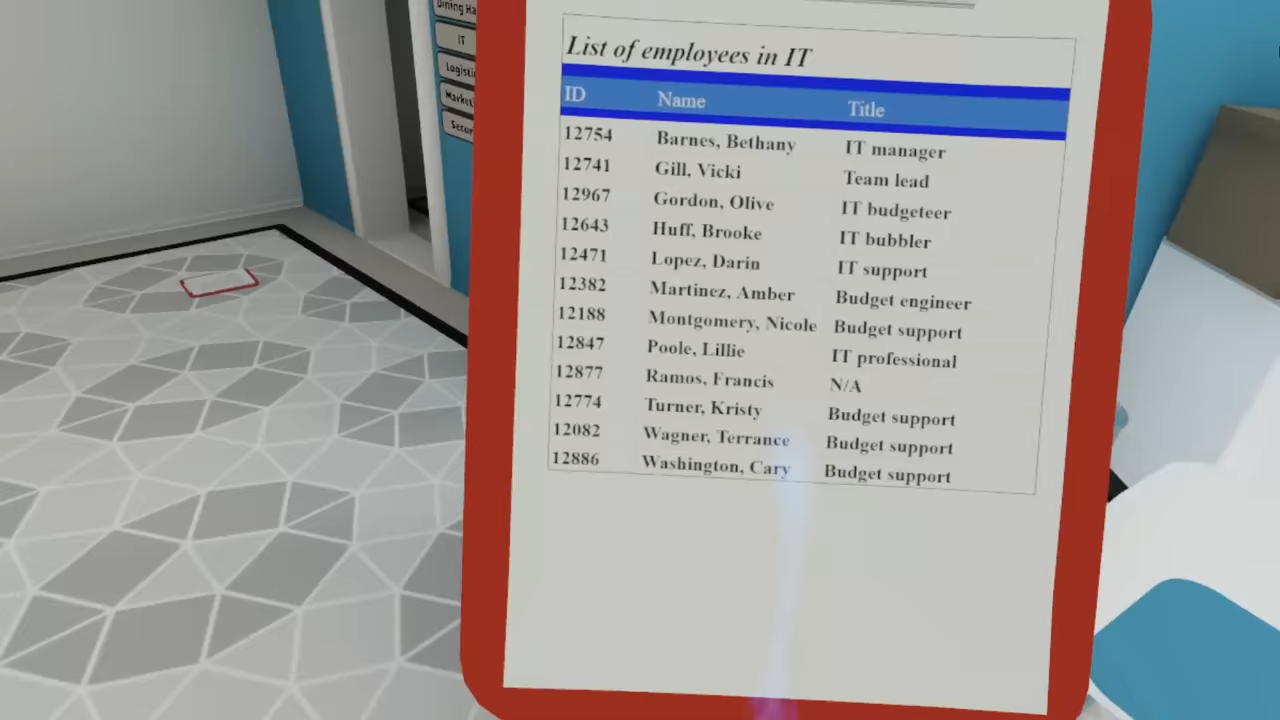 Dining
IT
List of employees in IT
ID Name Title
12754 Barnes, Bethany IT manager
12741 Gill, Vicki Team lead
12967 Gordon, Olive IT budgeteer
12643 Huff, Brooke IT bubbler
12471 Lopez, Darin IT support
12382 Martinez, Amber Budget engineer
12188 Montgomery, Nicole Budget support
12847 Poole, Lillie IT professional
12877 Ramos, Francis N/A
12774 Turner, Kristy Budget support
12082 Wagner, Terrance Budget support
12886 Washington, Cary Budget support